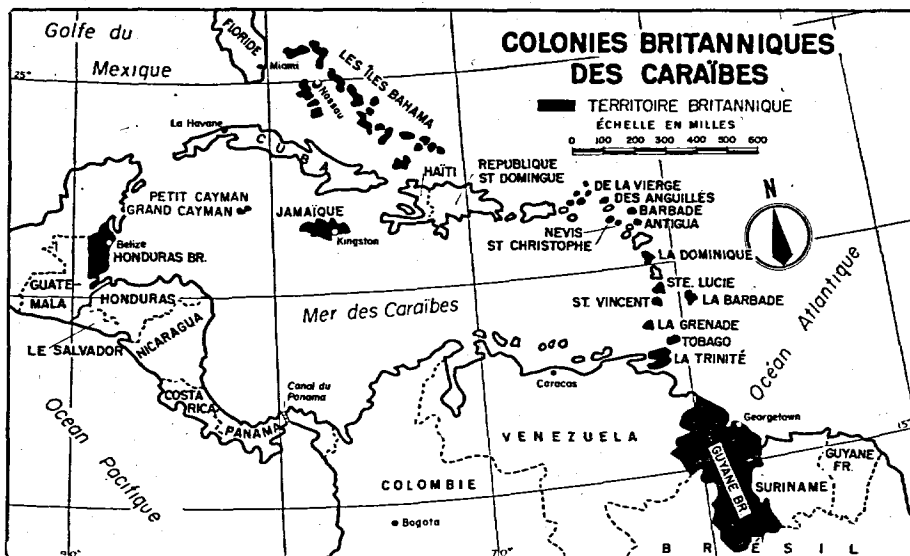 COLONIES BRITANNIQUES
DES CARAÏBES
TERRITOIRE BRITANNIQUE
ÉCHELLE EN MILLES
0 100 200 300 400 600
N
Golfe du
Mexique
FLORIDE
Miami
25°
LES ÎLES BAHAMA
Nassau
La Havane
CUBA
HAÏTI
REPUBLIQUE
ST DOMINGUE
PETIT CAYMAN
GRAND CAYMAN
JAMAÏQUE
Kingston
DE LA VIERGE
DES ANGUILLES
BARBADE
ANTIGUA
NEVIS
ST CHRISTOPHE
LA DOMINIQUE
STE. LUCIE
ST. VINCENT
LA BARBADE
LA GRENADE
TOBAGO
LA TRINITÉ
Belize
HONDURAS BR.
GUATE
MALA
HONDURAS
LE SALVADOR
NICARAGUA
Mer des Caraïbes
Océan Atlantique
COSTA
RICA
Canal du
Panama
PANAMA
Caracas
Georgetown
15°
VENEZUELA
COLOMBIE
Bogota
GUYANE BR
SURINAME
GUYANE
FR.
BRÉSIL
Océan Pacifique
90°
70°